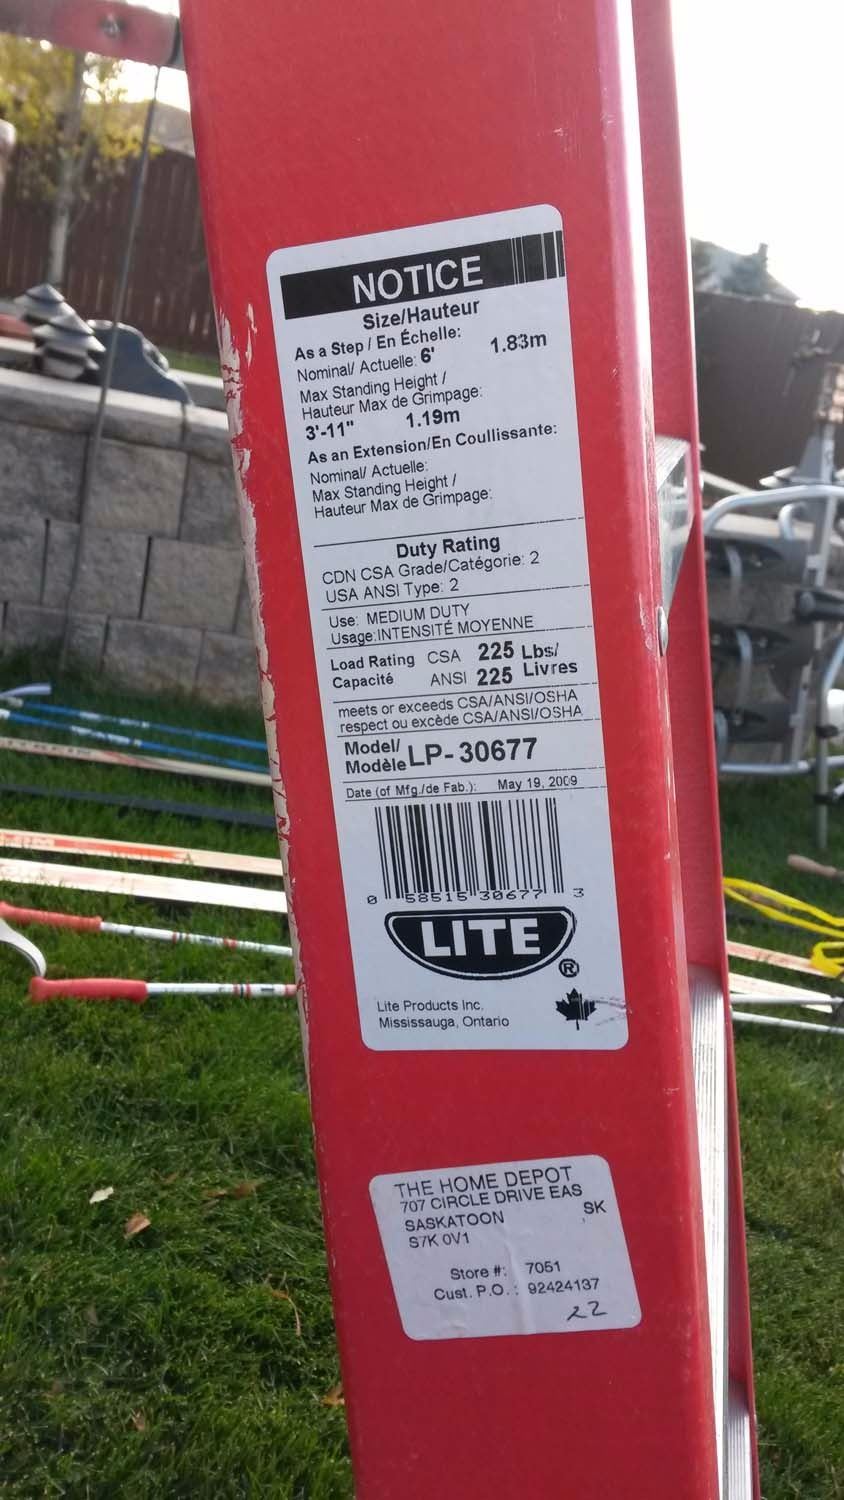 NOTICE
Size/Hauteur
As a Step / En Échelle:
Nominal/ Actuelle: 6' 1.83m
Max Standing Height /
Hauteur Max de Grimpage:
3'-11" 1.19m
As an Extension/En Coullissante:
Nominal/ Actuelle:
Max Standing Height /
Hauteur Max de Grimpage:
Duty Rating
CDN CSA Grade/Catégorie: 2
USA ANSI Type: 2
Use: MEDIUM DUTY
Usage:INTENSITÉ MOYENNE
Load Rating CSA 225 Lbs/
Capacité ANSI 225 Livres
meets or exceeds CSA/ANSI/OSHA
respect ou excède CSA/ANSI/OSHA
Model/
Modèle LP-30677
Date (of Mfg./de Fab.): May 19, 2009
0 58515 30677 3
LITE ®
Lite Products Inc.
Mississauga, Ontario
THE HOME DEPOT
707 CIRCLE DRIVE EAS
SASKATOON SK
S7K 0V1
Store #: 7051
Cust. P.O. : 92424137
22